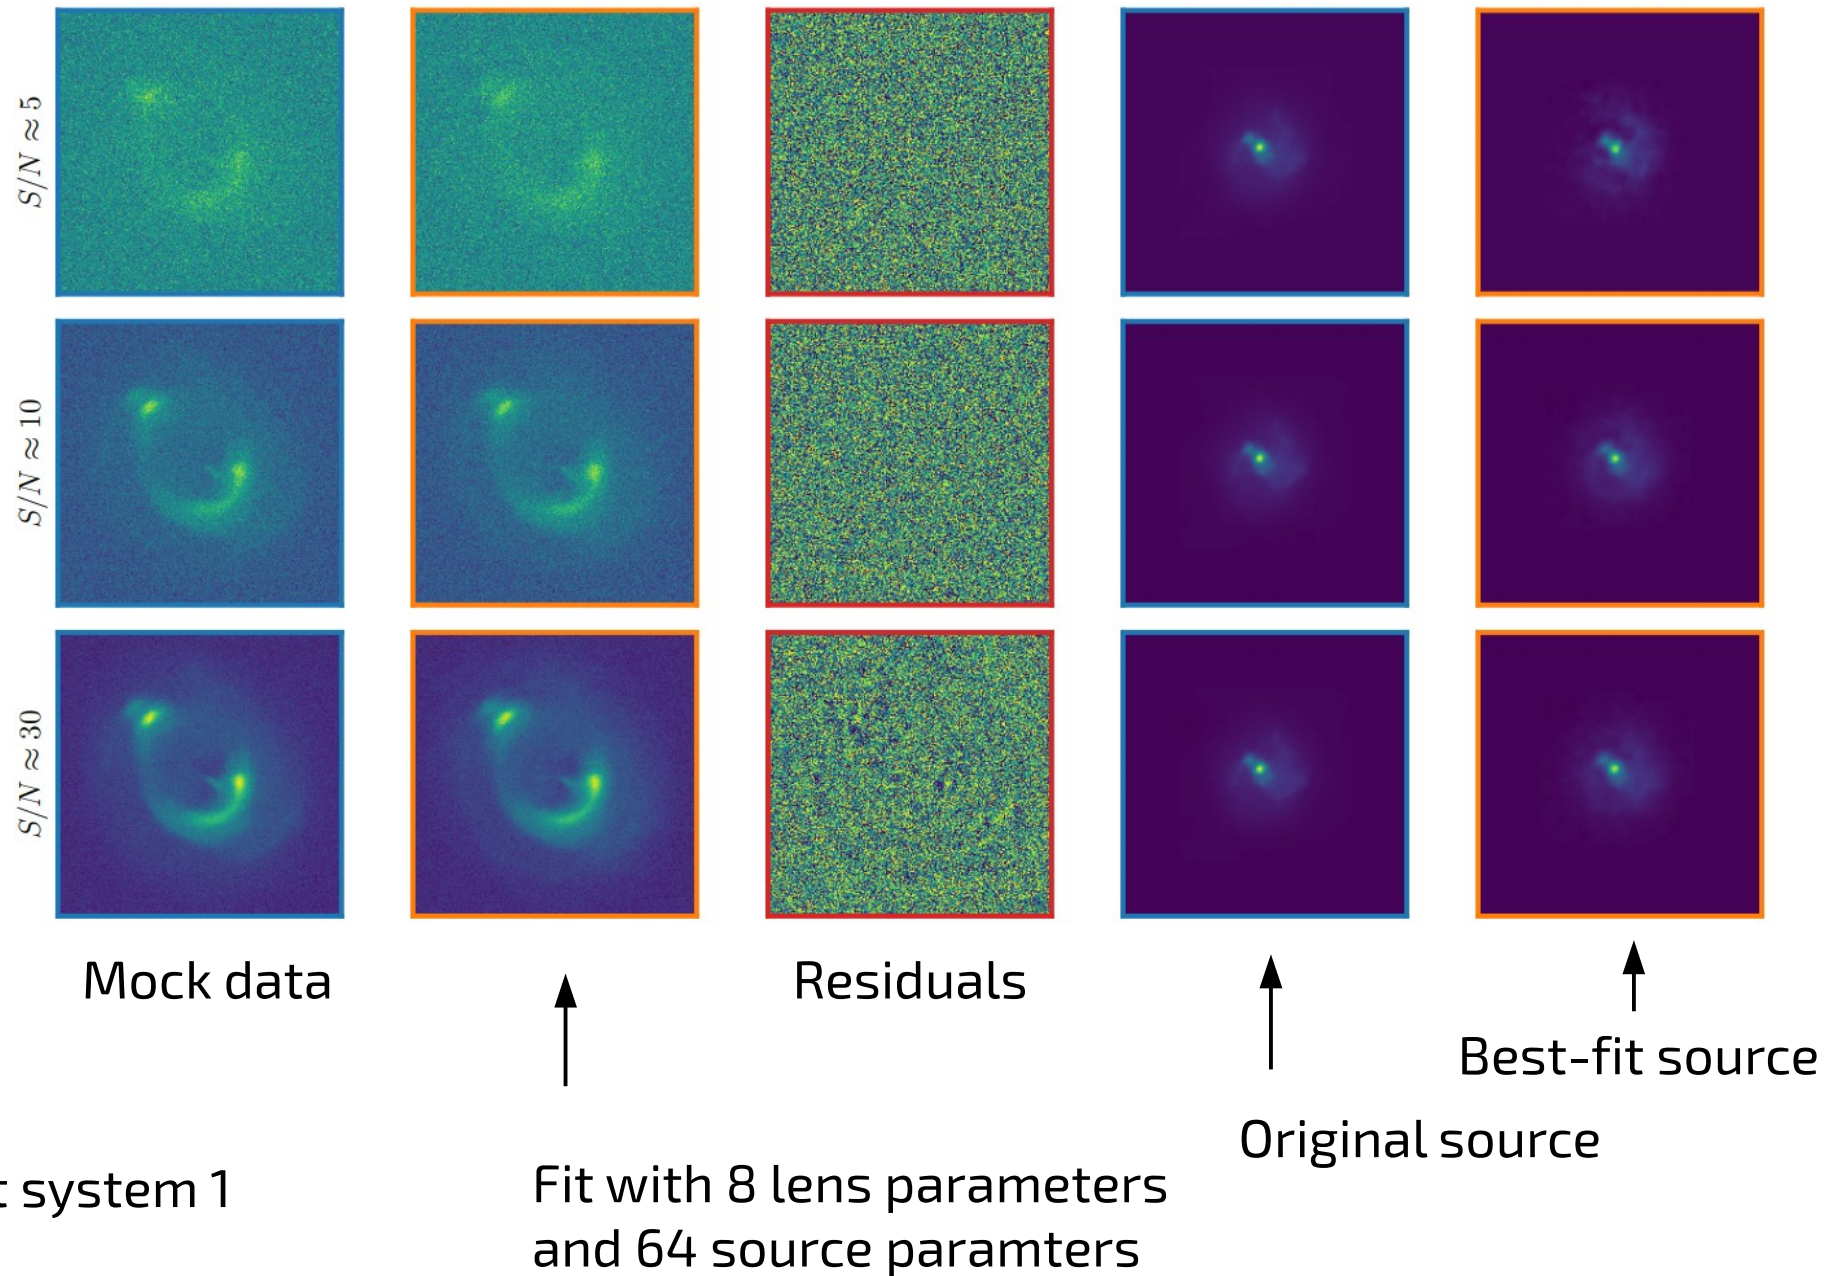 S/N ≈ 5
S/N ≈ 10
S/N ≈ 30
Mock data
Residuals
Best-fit source
Original source
t system 1
Fit with 8 lens parameters
and 64 source paramters